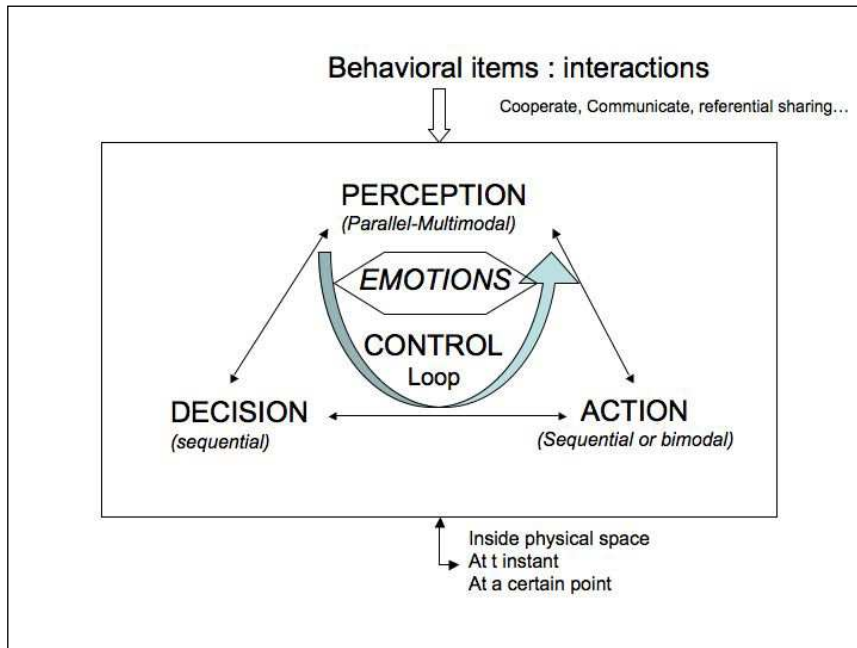 Behavioral items : interactions
Cooperate, Communicate, referential sharing…
PERCEPTION
(Parallel-Multimodal)
EMOTIONS
CONTROL
Loop
DECISION
(sequential)
ACTION
(Sequential or bimodal)
Inside physical space
At t instant
At a certain point